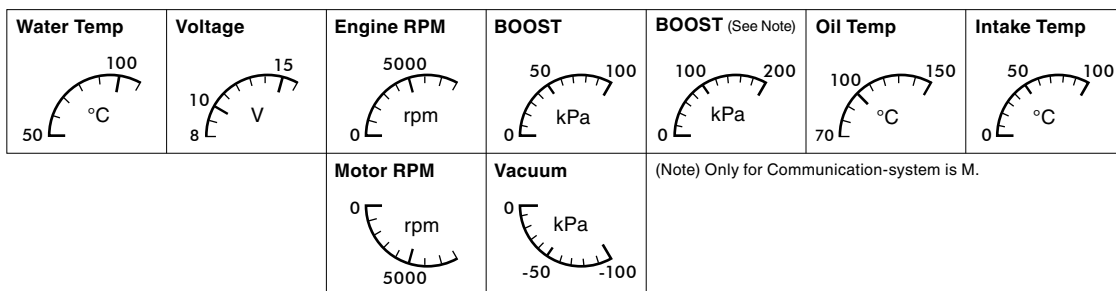 Water Temp
100
°C
50
Voltage
15
10
V
8
Engine RPM
5000
rpm
0
BOOST
50 100
kPa
0
BOOST (See Note)
100 200
kPa
0
Oil Temp
150
100
°C
70
Intake Temp
50 100
°C
0
Motor RPM
0
rpm
5000
Vacuum
0
kPa
-50 -100
(Note) Only for Communication-system is M.